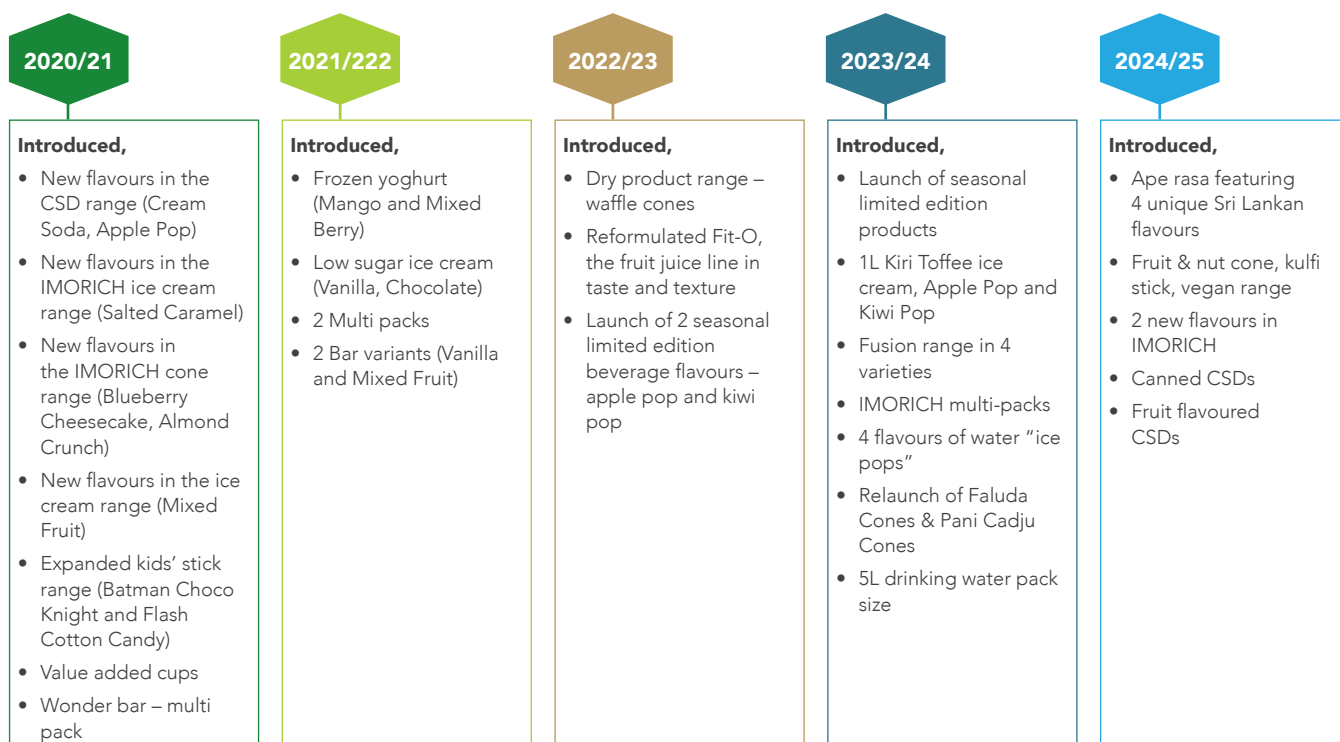 2020/21
Introduced,
• New flavours in the
CSD range (Cream
Soda, Apple Pop)
• New flavours in the
IMORICH ice cream
range (Salted Caramel)
• New flavours in
the IMORICH cone
range (Blueberry
Cheesecake, Almond
Crunch)
• New flavours in the ice
cream range (Mixed
Fruit)
• Expanded kids’ stick
range (Batman Choco
Knight and Flash
Cotton Candy)
• Value added cups
• Wonder bar – multi
pack
2021/222
Introduced,
• Frozen yoghurt
(Mango and Mixed
Berry)
• Low sugar ice cream
(Vanilla, Chocolate)
• 2 Multi packs
• 2 Bar variants (Vanilla
and Mixed Fruit)
2022/23
Introduced,
• Dry product range –
waffle cones
• Reformulated Fit-O,
the fruit juice line in
taste and texture
• Launch of 2 seasonal
limited edition
beverage flavours –
apple pop and kiwi
pop
2023/24
Introduced,
• Launch of seasonal
limited edition
products
• 1L Kiri Toffee ice
cream, Apple Pop and
Kiwi Pop
• Fusion range in 4
varieties
• IMORICH multi-packs
• 4 flavours of water “ice
pops”
• Relaunch of Faluda
Cones & Pani Cadju
Cones
• 5L drinking water pack
size
2024/25
Introduced,
• Ape rasa featuring
4 unique Sri Lankan
flavours
• Fruit & nut cone, kulfi
stick, vegan range
• 2 new flavours in
IMORICH
• Canned CSDs
• Fruit flavoured
CSDs